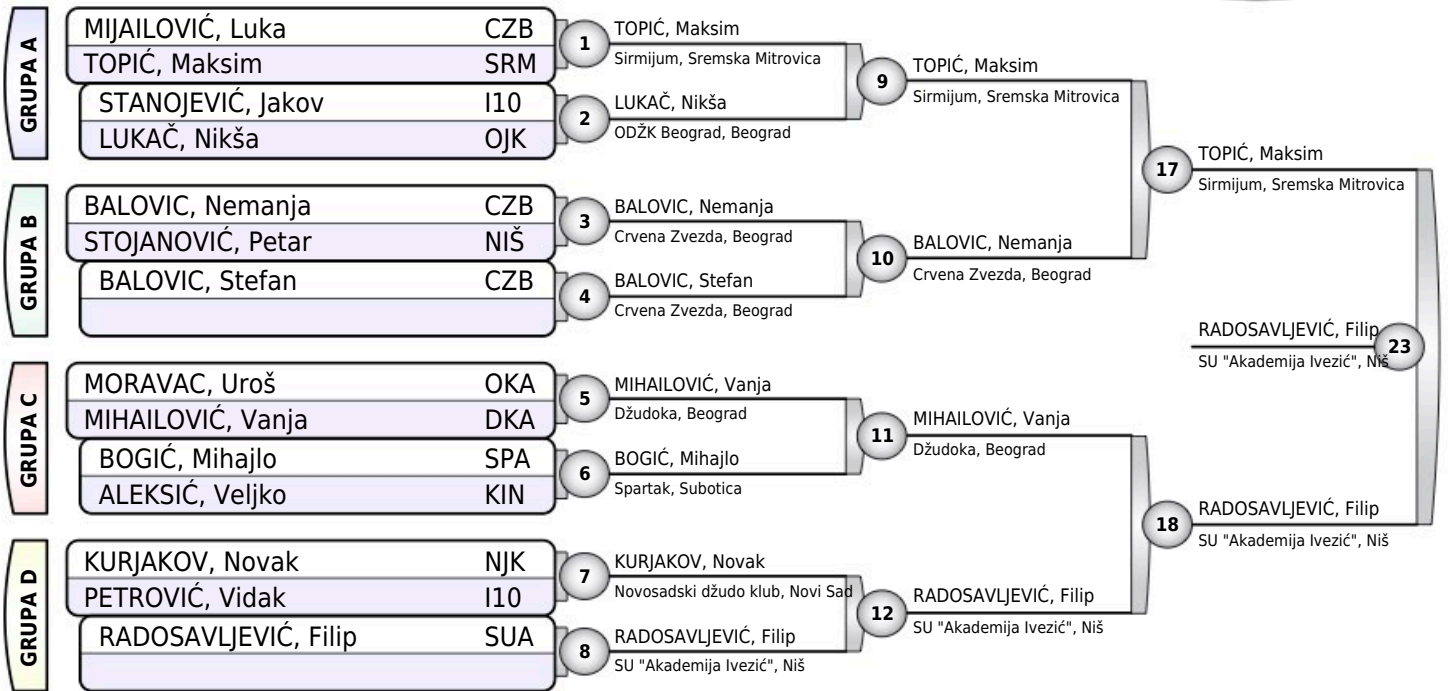 GRUPA A
MIJAILOVIĆ, Luka CZB
TOPIĆ, Maksim SRM
STANOJEVIĆ, Jakov I10
LUKAČ, Nikša OJK
GRUPA B
BALOVIC, Nemanja CZB
STOJANOVIĆ, Petar NIŠ
BALOVIC, Stefan CZB
GRUPA C
MORAVAC, Uroš OKA
MIHAILOVIĆ, Vanja DKA
BOGIĆ, Mihajlo SPA
ALEKSIĆ, Veljko KIN
GRUPA D
KURJAKOV, Novak NJK
PETROVIĆ, Vidak I10
RADOSAVLJEVIĆ, Filip SUA
1
TOPIĆ, Maksim
Sirmijum, Sremska Mitrovica
2
LUKAČ, Nikša
ODŽK Beograd, Beograd
3
BALOVIC, Nemanja
Crvena Zvezda, Beograd
4
BALOVIC, Stefan
Crvena Zvezda, Beograd
5
MIHAILOVIĆ, Vanja
Džudoka, Beograd
6
BOGIĆ, Mihajlo
Spartak, Subotica
7
KURJAKOV, Novak
Novosadski džudo klub, Novi Sad
8
RADOSAVLJEVIĆ, Filip
SU "Akademija Ivezić", Niš
9
TOPIĆ, Maksim
Sirmijum, Sremska Mitrovica
10
BALOVIC, Nemanja
Crvena Zvezda, Beograd
11
MIHAILOVIĆ, Vanja
Džudoka, Beograd
12
RADOSAVLJEVIĆ, Filip
SU "Akademija Ivezić", Niš
17
TOPIĆ, Maksim
Sirmijum, Sremska Mitrovica
18
RADOSAVLJEVIĆ, Filip
SU "Akademija Ivezić", Niš
RADOSAVLJEVIĆ, Filip
SU "Akademija Ivezić", Niš
23